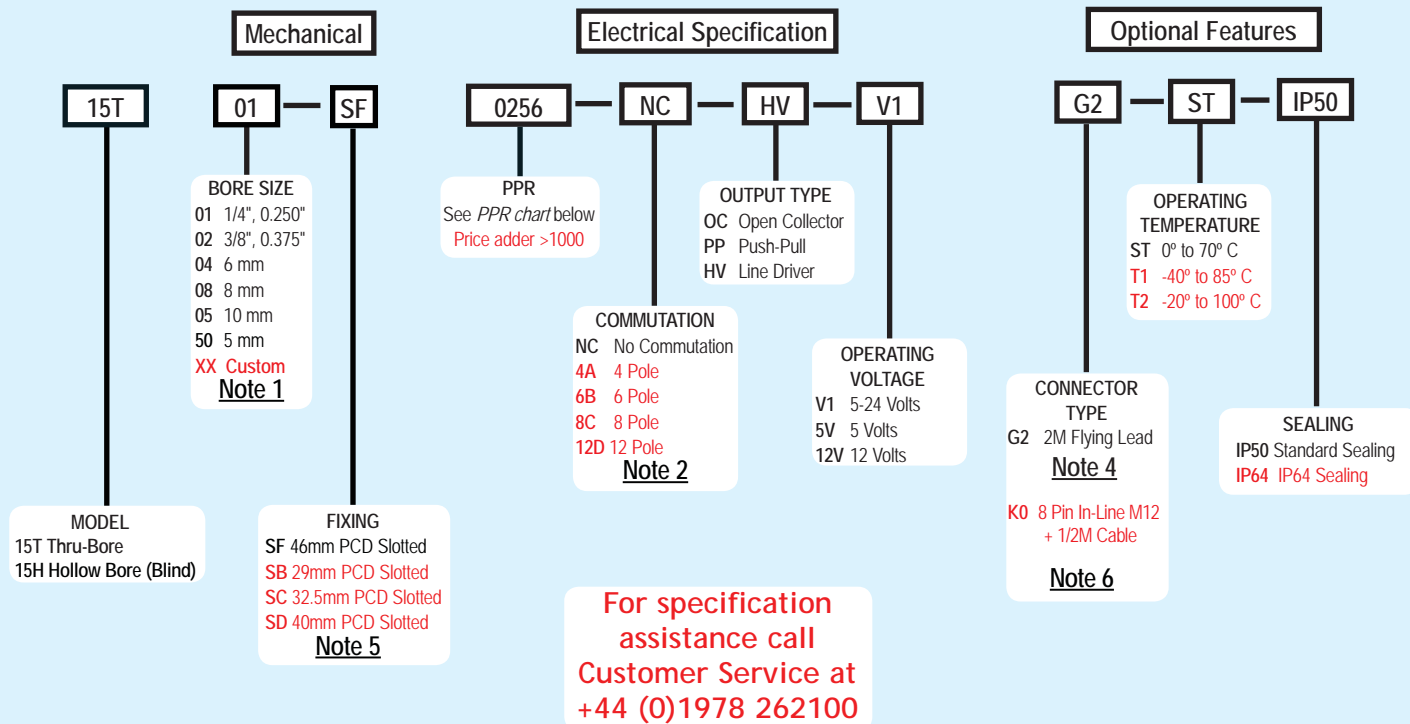 Mechanical
Electrical Specification
Optional Features
15T
01
SF
0256
NC
HV
V1
G2
ST
IP50
MODEL
15T Thru-Bore
15H Hollow Bore (Blind)
BORE SIZE
01 1/4", 0.250"
02 3/8", 0.375"
04 6 mm
08 8 mm
05 10 mm
50 5 mm
XX Custom
Note 1
FIXING
SF 46mm PCD Slotted
SB 29mm PCD Slotted
SC 32.5mm PCD Slotted
SD 40mm PCD Slotted
Note 5
PPR
See PPR chart below
Price adder >1000
COMMUTATION
NC No Commutation
4A 4 Pole
6B 6 Pole
8C 8 Pole
12D 12 Pole
Note 2
OUTPUT TYPE
OC Open Collector
PP Push-Pull
HV Line Driver
OPERATING
VOLTAGE
V1 5-24 Volts
5V 5 Volts
12V 12 Volts
CONNECTOR
TYPE
G2 2M Flying Lead
Note 4
K0 8 Pin In-Line M12
+ 1/2M Cable
Note 6
OPERATING
TEMPERATURE
ST 0º to 70º C
T1 -40º to 85º C
T2 -20º to 100º C
SEALING
IP50 Standard Sealing
IP64 IP64 Sealing
For specification
assistance call
Customer Service at
+44 (0)1978 262100